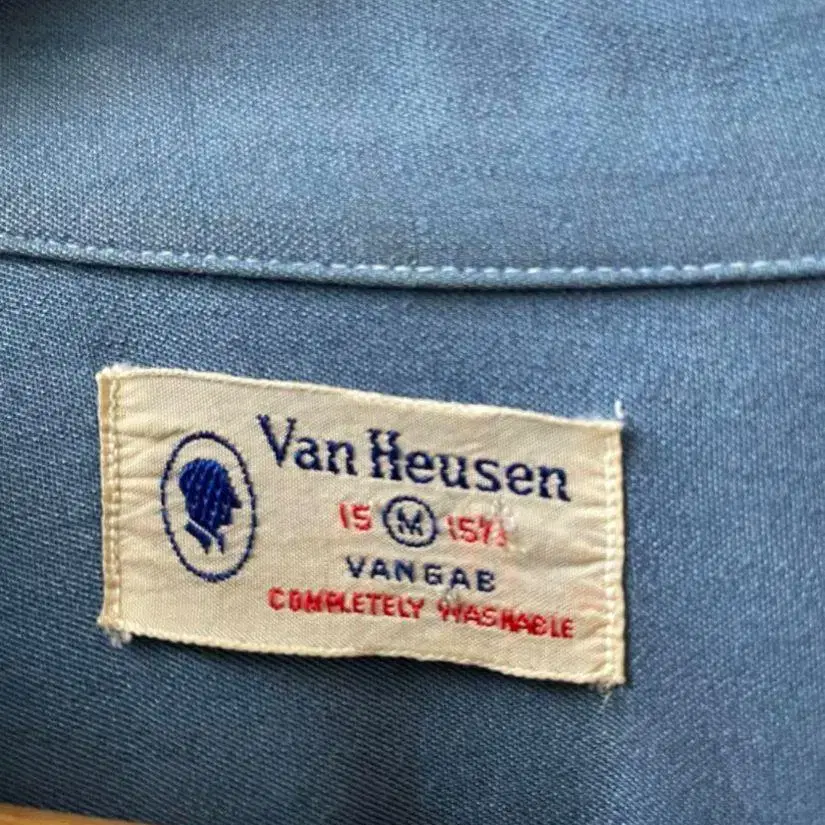 Van Heusen
15 M 15½
VANGAB
COMPLETELY WASHABLE